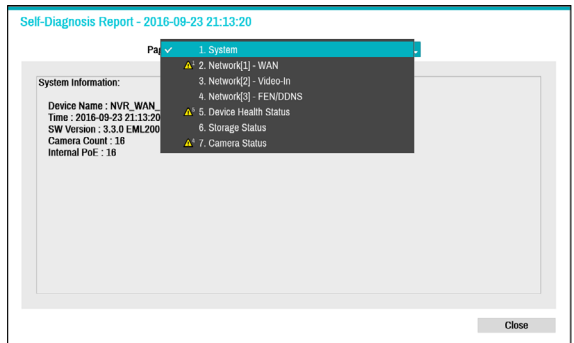 Self-Diagnosis Report - 2016-09-23 21:13:20
1. System
2. Network[1] - WAN
3. Network[2] - Video-In
4. Network[3] - FEN/DDNS
5. Device Health Status
6. Storage Status
7. Camera Status
System Information:
Device Name : NVR_WAN_
Time : 2016-09-23 21:13:20
SW Version : 3.3.0 EML200
Camera Count : 16
Internal PoE : 16
Close